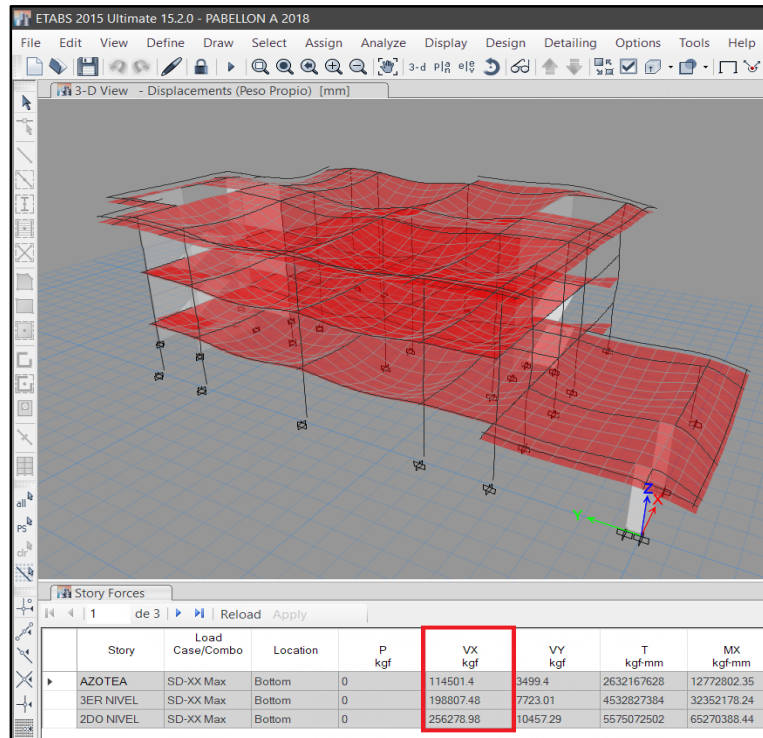 ETABS 2015 Ultimate 15.2.0 - PABELLON A 2018
File Edit View Define Draw Select Assign Analyze Display Design Detailing Options Tools Help
3-d
3-D View - Displacements (Peso Propio) [mm]
all
PS
clr
Z
X
Y
Story Forces
1 de 3 Reload Apply
Story Load Case/Combo Location P kgf VX kgf VY kgf T kgf-mm MX kgf-mm
AZOTEA SD-XX Max Bottom 0 114501.4 3499.4 2632167628 12772802.35
3ER NIVEL SD-XX Max Bottom 0 198807.48 7723.01 4532827384 32352178.24
2DO NIVEL SD-XX Max Bottom 0 256278.98 10457.29 5575072502 65270388.44